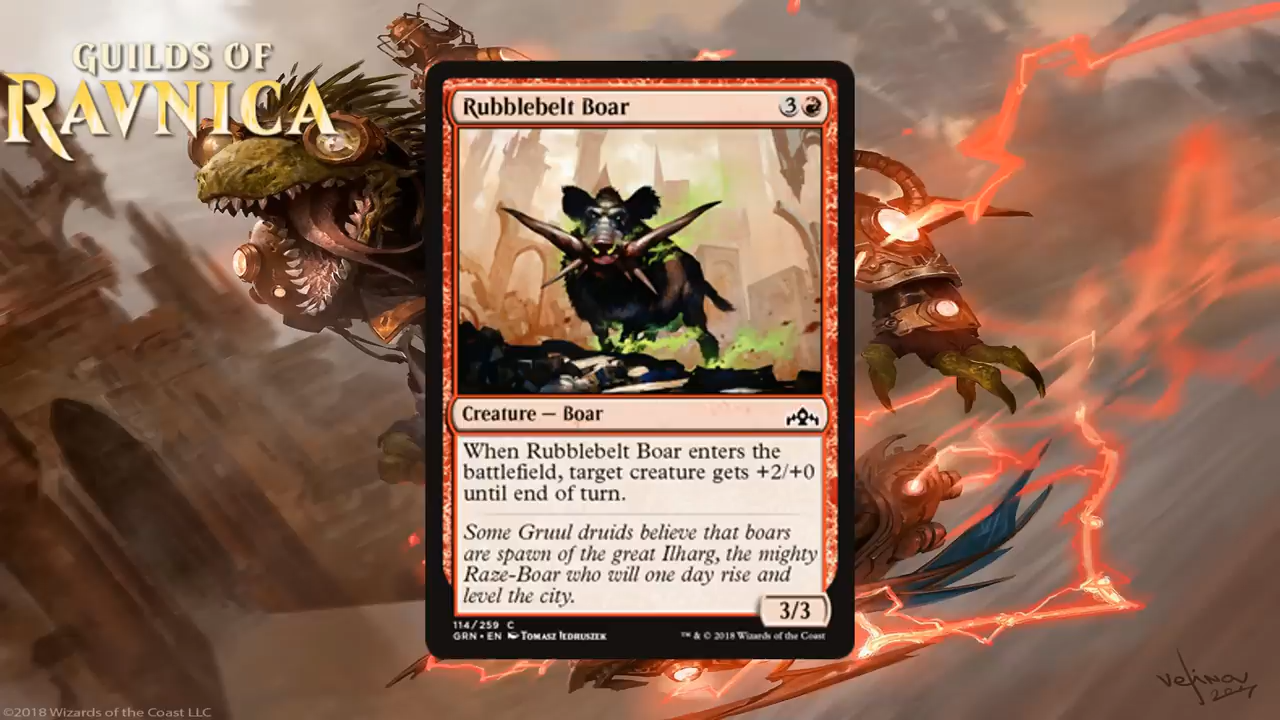 GUILDS OF
RAVNICA
Rubblebelt Boar
3
Creature — Boar
When Rubblebelt Boar enters the
battlefield, target creature gets +2/+0
until end of turn.
Some Gruul druids believe that boars
are spawn of the great Ilharg, the mighty
Raze-Boar who will one day rise and
level the city.
3/3
114/259 C
GRN • EN Tomasz Jedruszek
™ & © 2018 Wizards of the Coast
©2018 Wizards of the Coast LLC